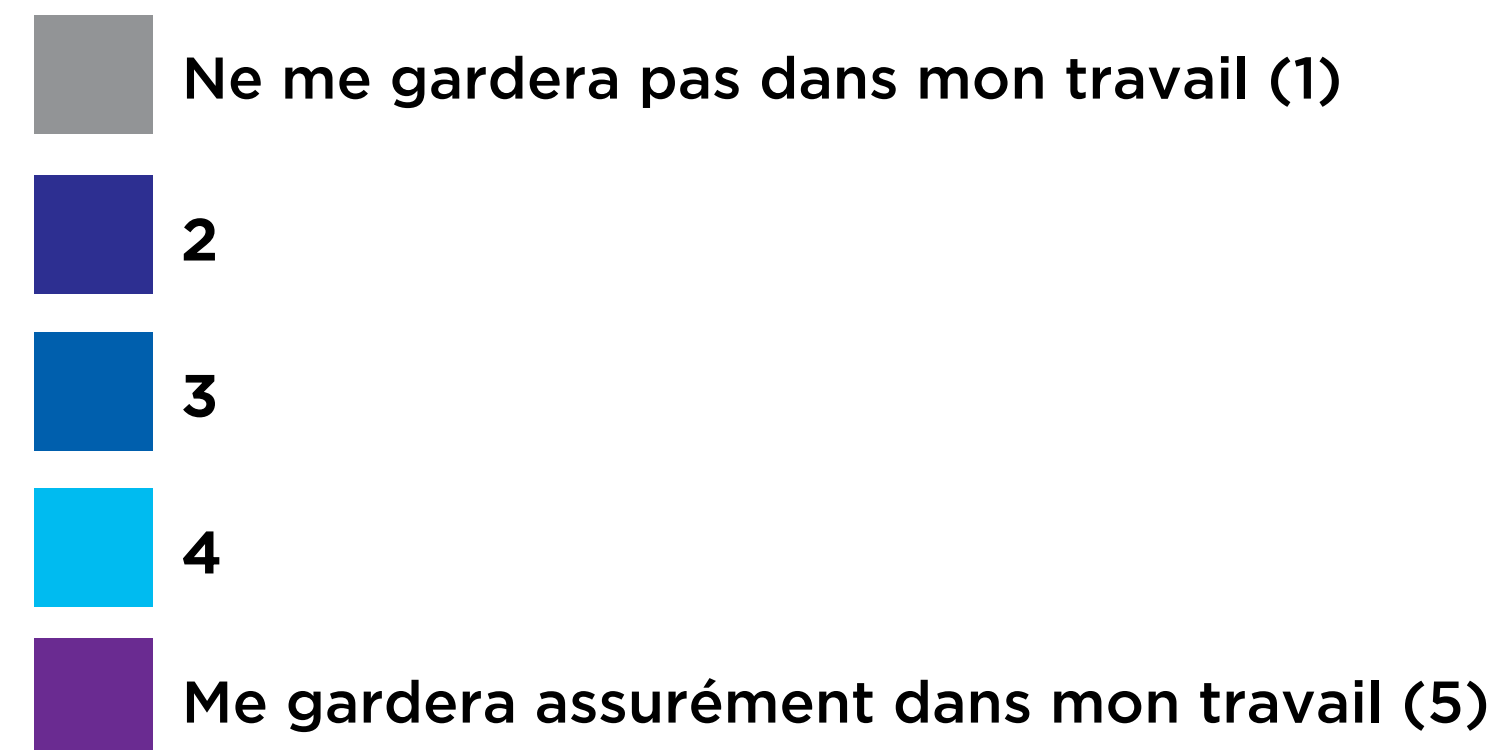 Ne me gardera pas dans mon travail (1)
2
3
4
Me gardera assurément dans mon travail (5)